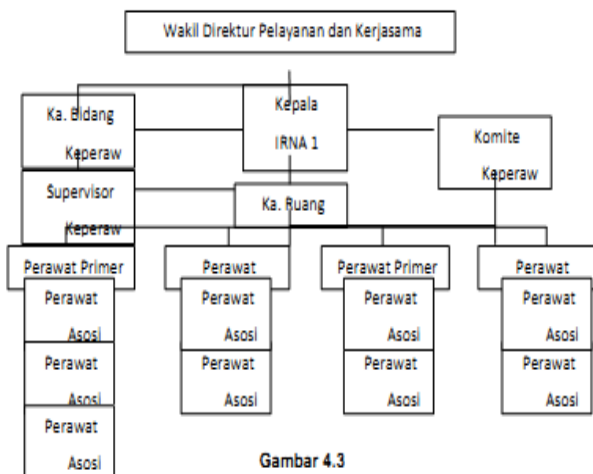 Wakil Direktur Pelayanan dan Kerjasama
Ka. Bidang
Keperaw
Kepala
IRNA 1
Komite
Keperaw
Supervisor
Keperaw
Ka. Ruang
Perawat Primer
Perawat
Perawat Primer
Perawat
Perawat
Asosi
Perawat
Asosi
Perawat
Asosi
Perawat
Asosi
Perawat
Asosi
Perawat
Asosi
Perawat
Asosi
Perawat
Asosi
Perawat
Asosi
Gambar 4.3